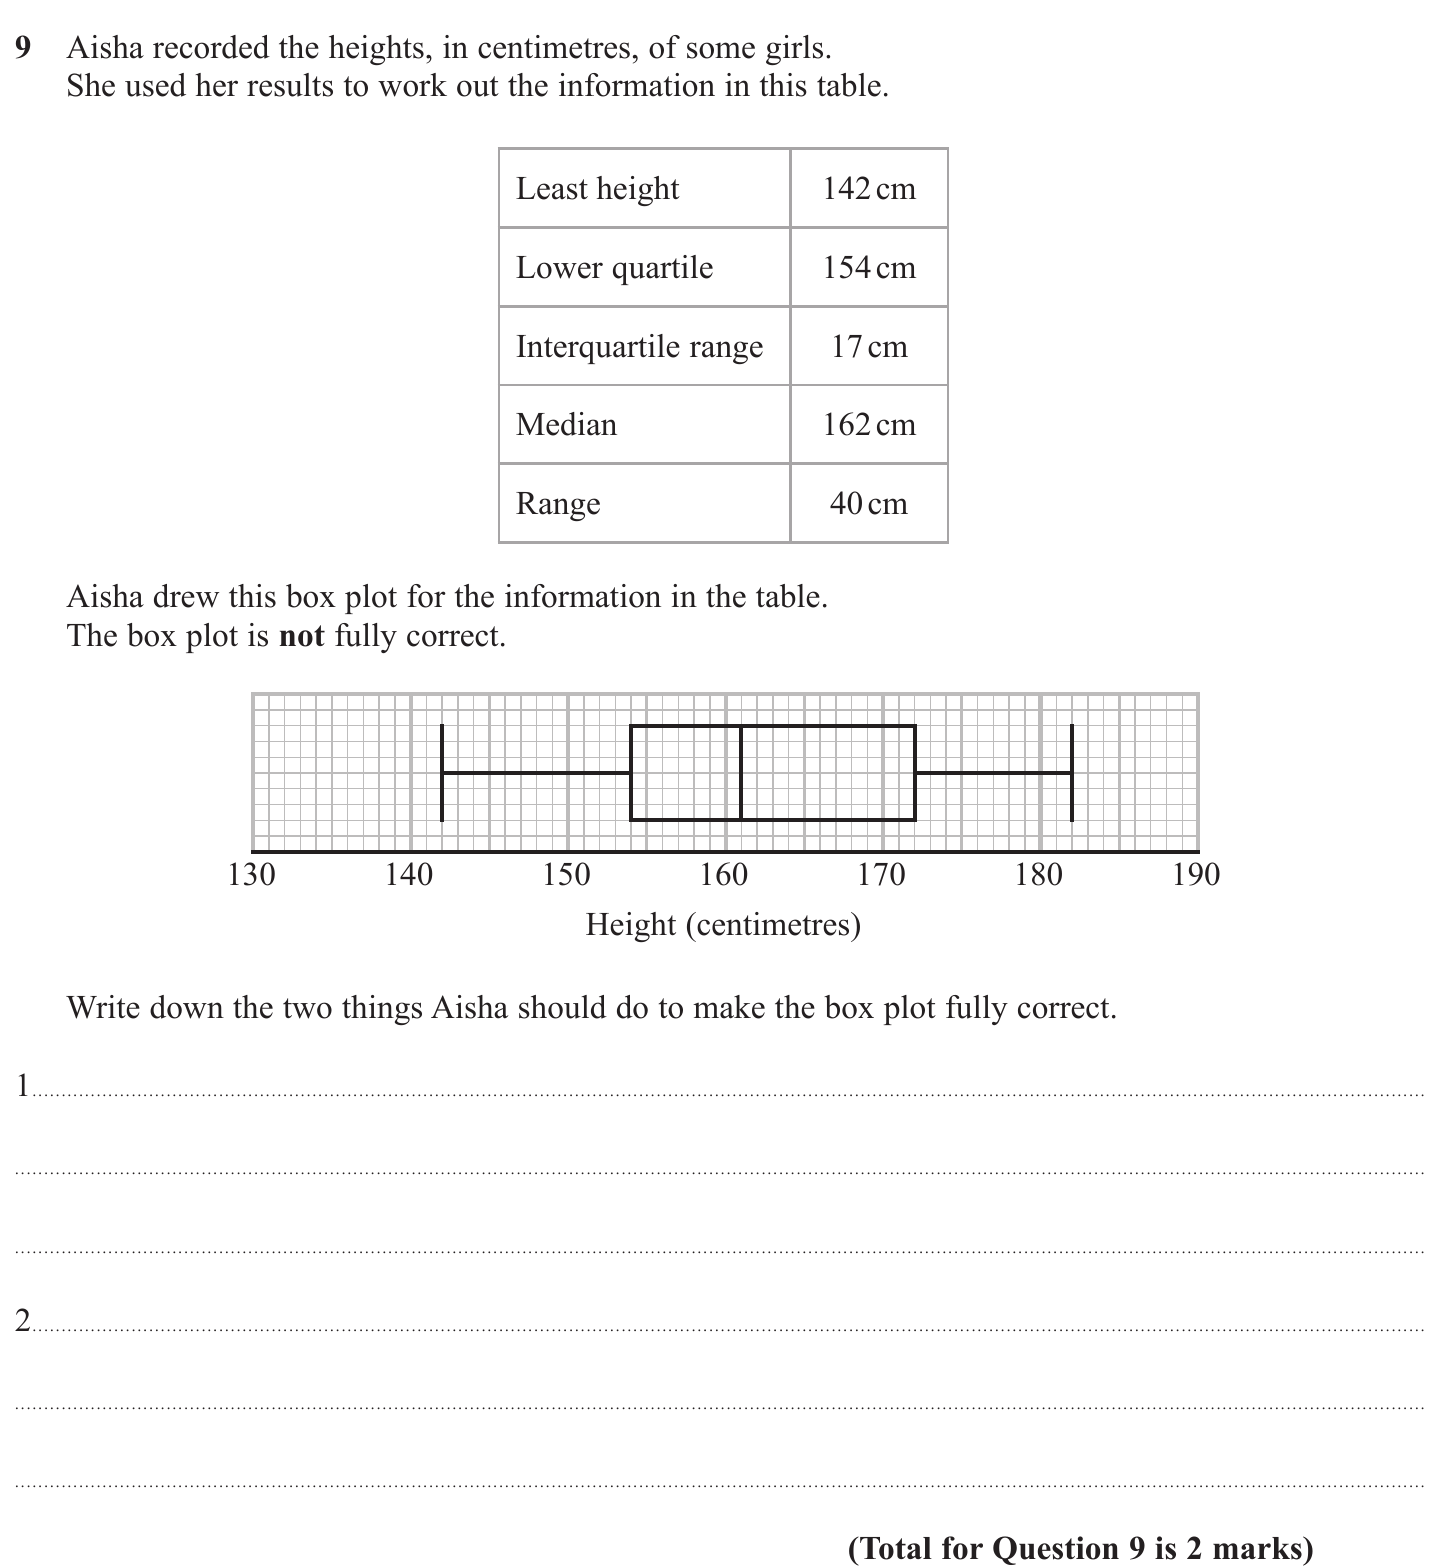 9 Aisha recorded the heights, in centimetres, of some girls.
She used her results to work out the information in this table.
Least height 142 cm
Lower quartile 154 cm
Interquartile range 17 cm
Median 162 cm
Range 40 cm
Aisha drew this box plot for the information in the table.
The box plot is not fully correct.
130 140 150 160 170 180 190
Height (centimetres)
Write down the two things Aisha should do to make the box plot fully correct.
1
2
(Total for Question 9 is 2 marks)